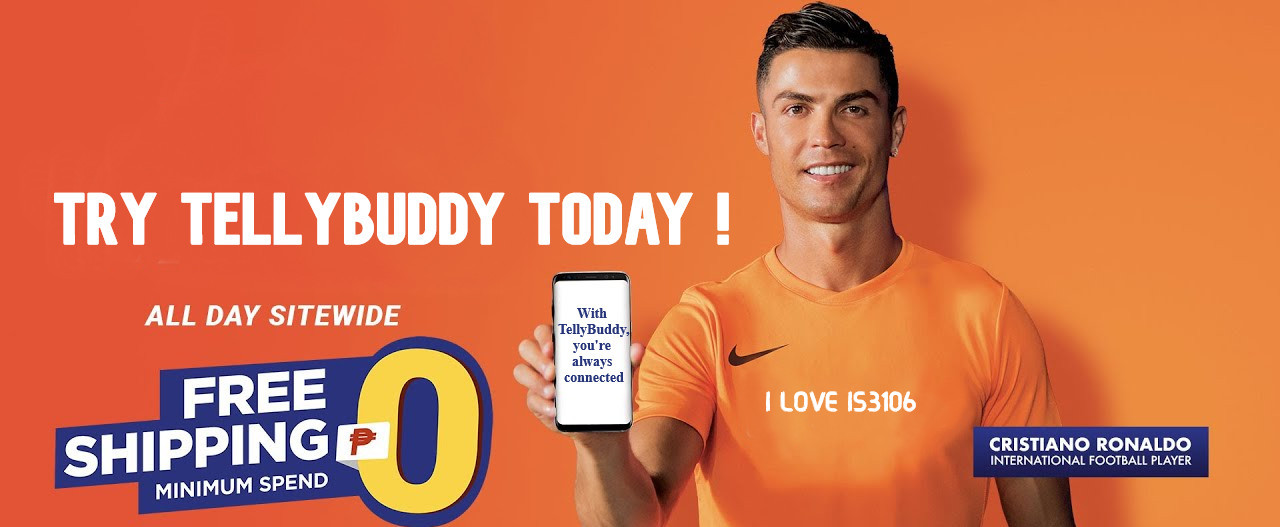 TRY TELLYBUDDY TODAY !
ALL DAY SITEWIDE
FREE
SHIPPING ₱0
MINIMUM SPEND
With
TellyBuddy,
you're
always
connected
I LOVE IS3106
CRISTIANO RONALDO
INTERNATIONAL FOOTBALL PLAYER